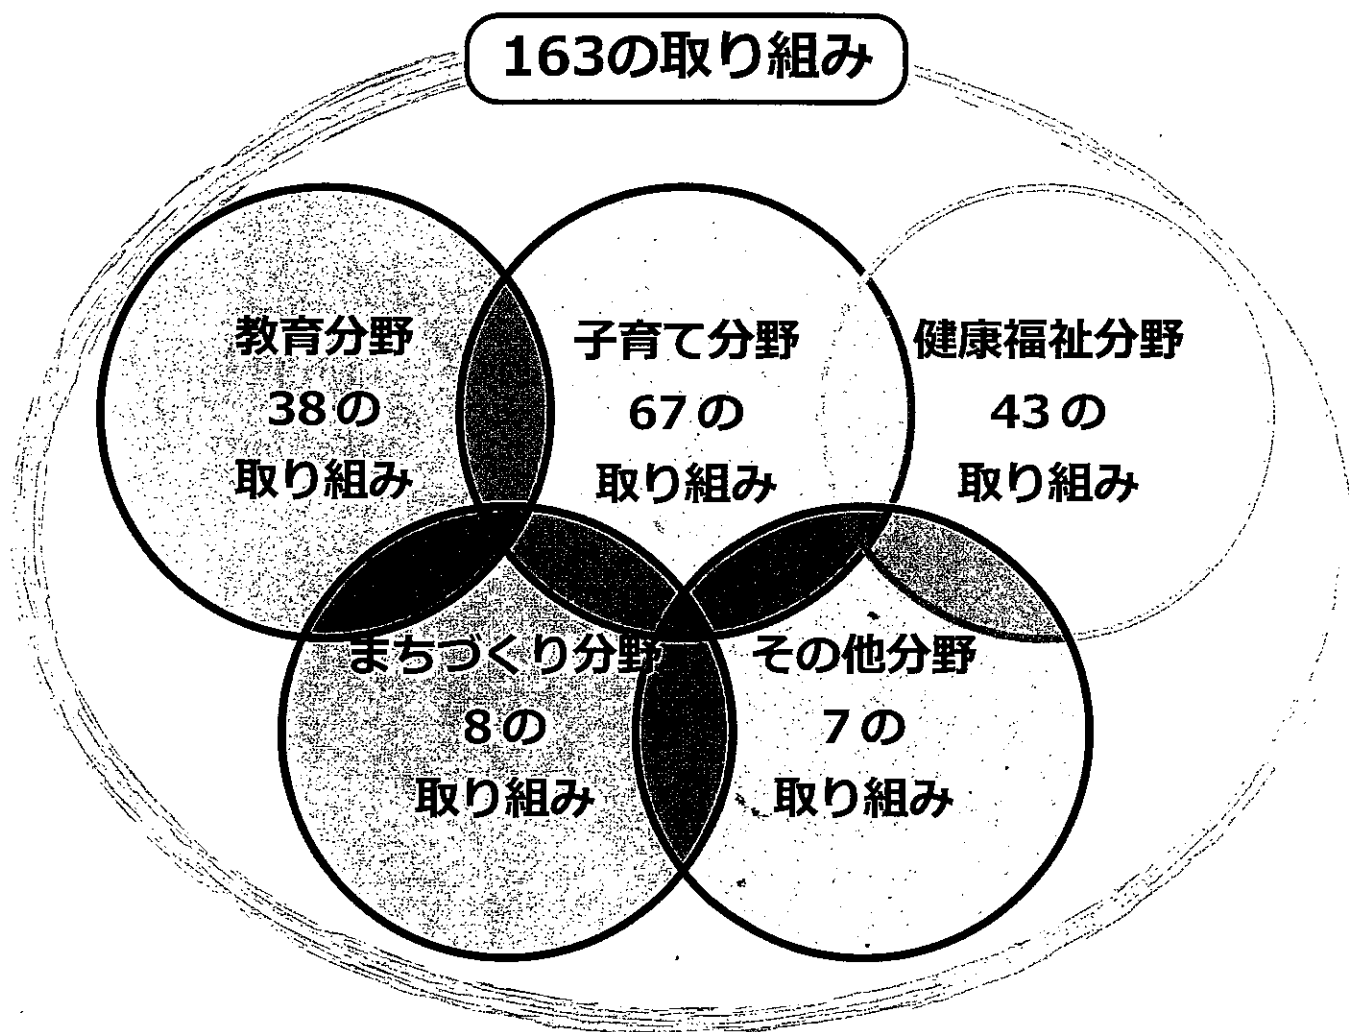 163の取り組み
教育分野
38の
取り組み
子育て分野
67の
取り組み
健康福祉分野
43の
取り組み
まちづくり分野
8の
取り組み
その他分野
7の
取り組み